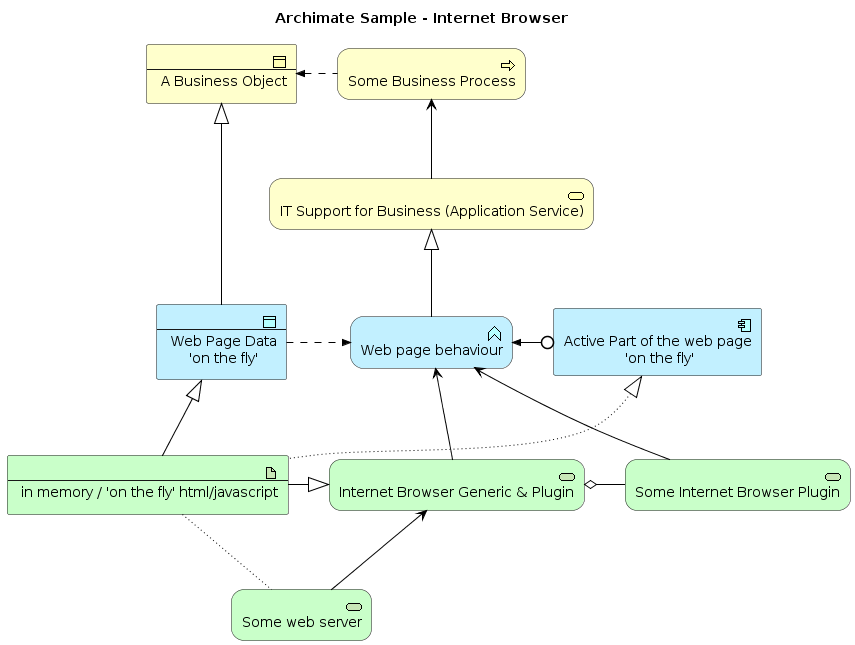 Archimate Sample - Internet Browser
A Business Object
Some Business Process
IT Support for Business (Application Service)
Web Page Data
'on the fly'
Web page behaviour
Active Part of the web page
'on the fly'
in memory / 'on the fly' html/javascript
Internet Browser Generic & Plugin
Some Internet Browser Plugin
Some web server